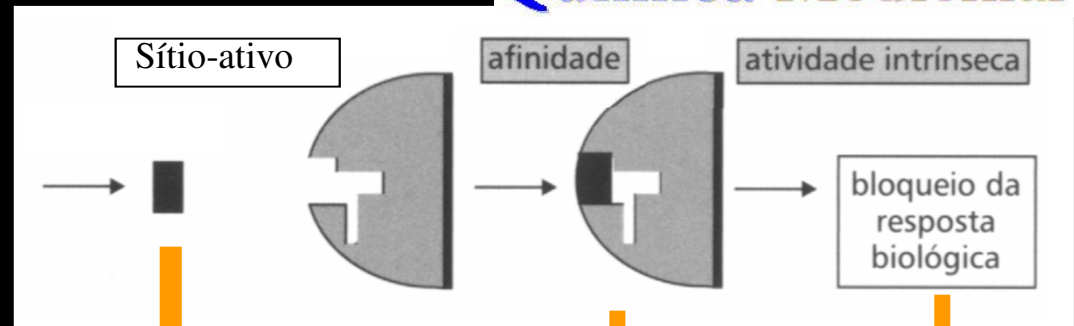 Sítio-ativo
afinidade
atividade intrínseca
bloqueio da
resposta
biológica